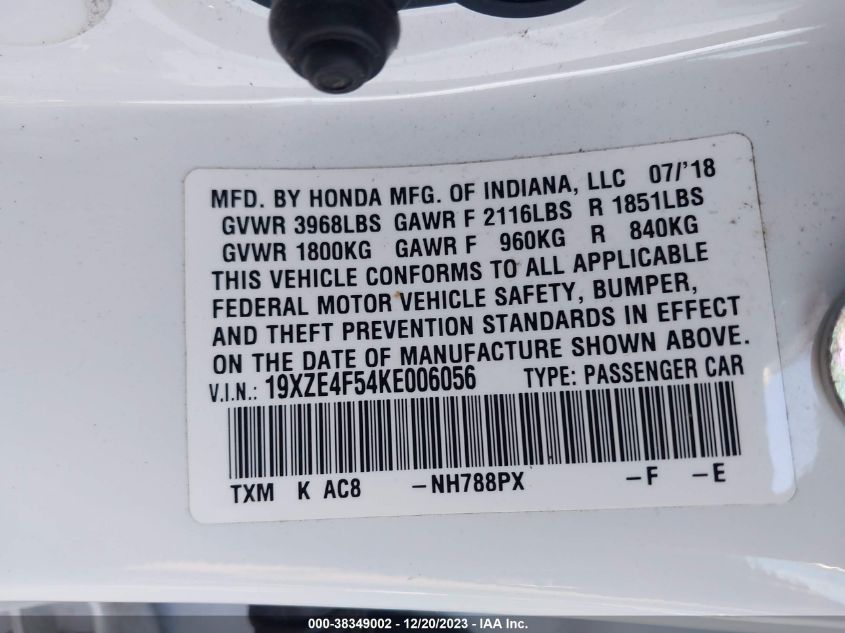 MFD. BY HONDA MFG. OF INDIANA, LLC 07/'18
GVWR 3968LBS GAWR F 2116LBS R 1851LBS
GVWR 1800KG GAWR F 960KG R 840KG
THIS VEHICLE CONFORMS TO ALL APPLICABLE
FEDERAL MOTOR VEHICLE SAFETY, BUMPER,
AND THEFT PREVENTION STANDARDS IN EFFECT
ON THE DATE OF MANUFACTURE SHOWN ABOVE.
V.I.N.: 19XZE4F54KE006056 TYPE: PASSENGER CAR
TXM K AC8 -NH788PX -F -E
000-38349002 - 12/20/2023 - IAA Inc.